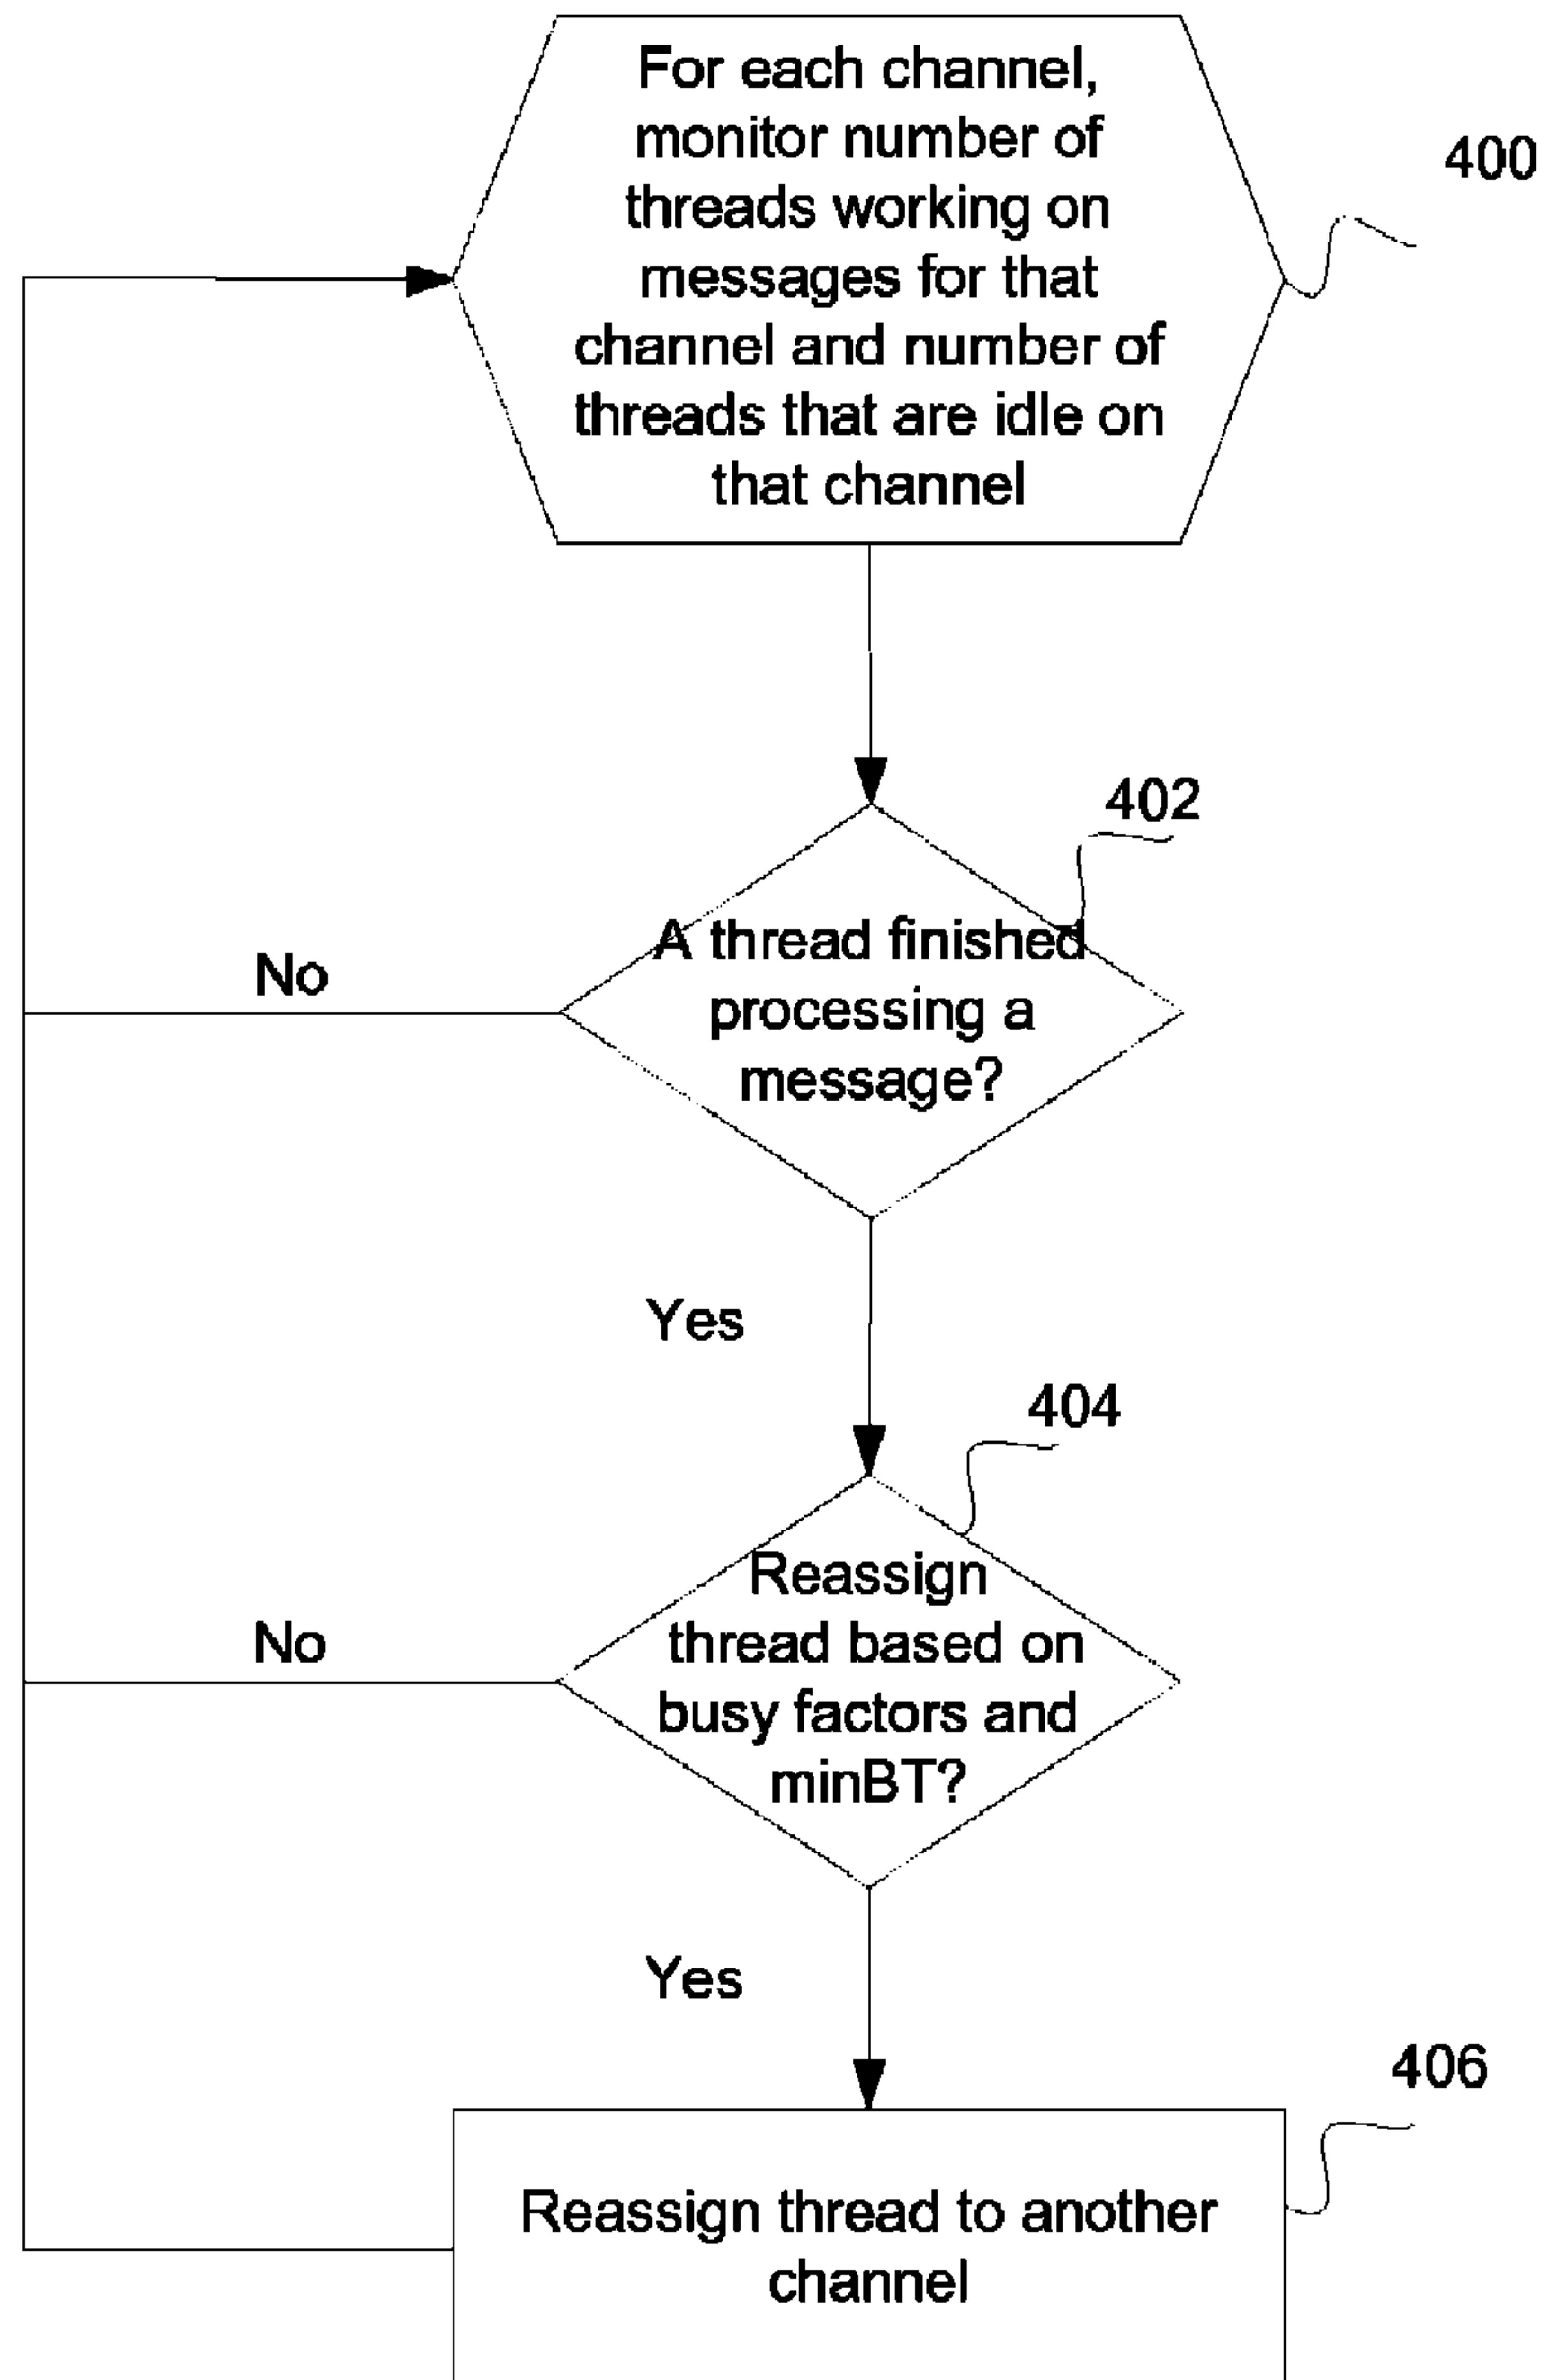 For each channel,
monitor number of
threads working on
messages for that
channel and number of
threads that are idle on
that channel
400
402
A thread finished
processing a
message?
No
Yes
404
Reassign
thread based on
busy factors and
minBT?
No
Yes
406
Reassign thread to another
channel